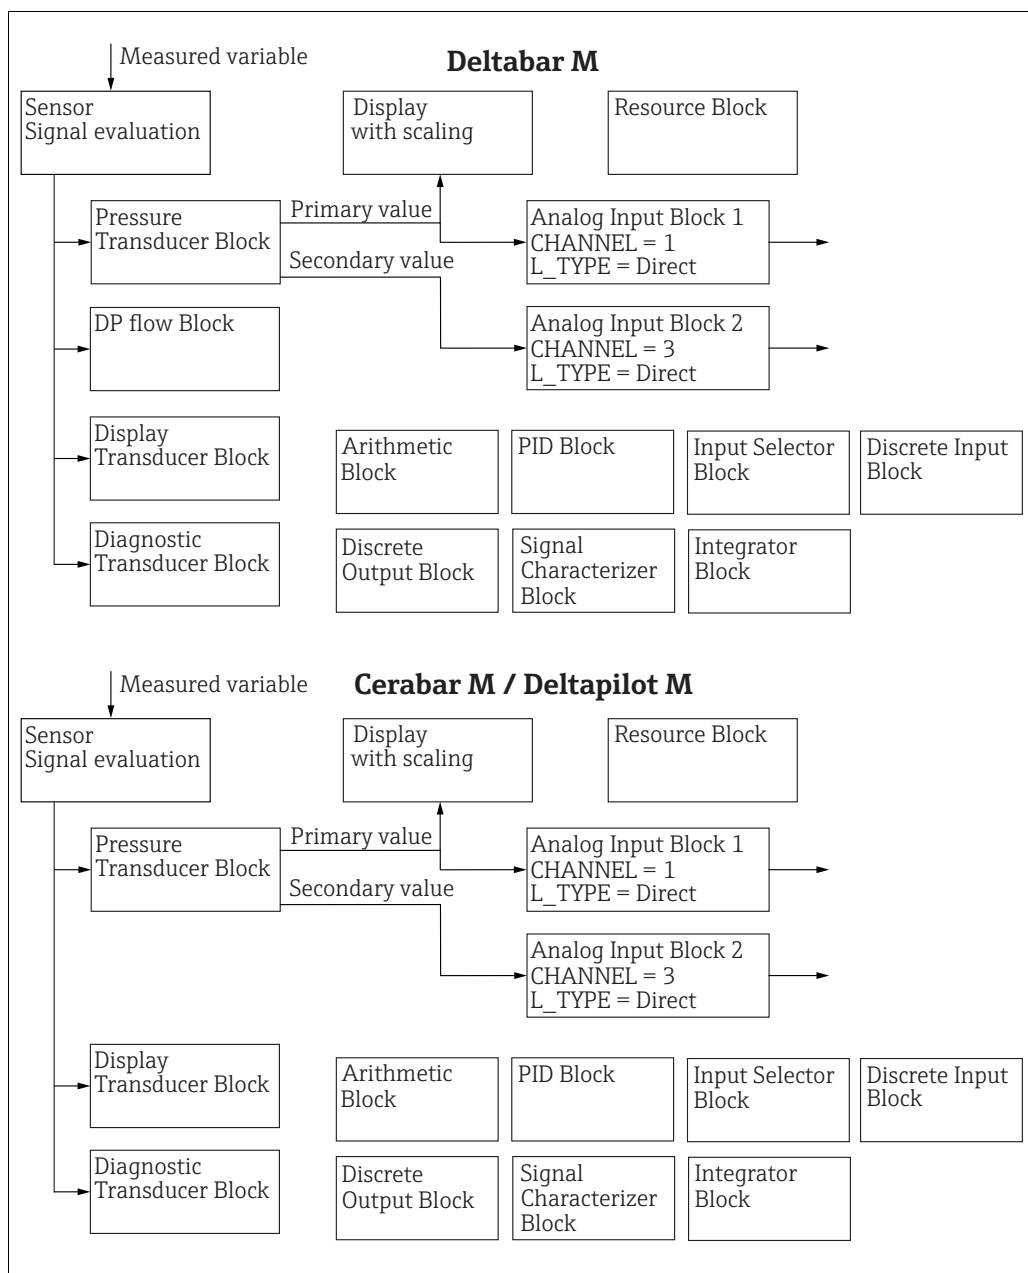 Measured variable
Deltabar M
Sensor
Signal evaluation
Display
with scaling
Resource Block
Pressure
Transducer Block
Primary value
Secondary value
Analog Input Block 1
CHANNEL = 1
L_TYPE = Direct
DP flow Block
Analog Input Block 2
CHANNEL = 3
L_TYPE = Direct
Display
Transducer Block
Arithmetic
Block
PID Block
Input Selector
Block
Discrete Input
Block
Diagnostic
Transducer Block
Discrete
Output Block
Signal
Characterizer
Block
Integrator
Block
Measured variable
Cerabar M / Deltapilot M
Sensor
Signal evaluation
Display
with scaling
Resource Block
Pressure
Transducer Block
Primary value
Secondary value
Analog Input Block 1
CHANNEL = 1
L_TYPE = Direct
Analog Input Block 2
CHANNEL = 3
L_TYPE = Direct
Display
Transducer Block
Arithmetic
Block
PID Block
Input Selector
Block
Discrete Input
Block
Diagnostic
Transducer Block
Discrete
Output Block
Signal
Characterizer
Block
Integrator
Block